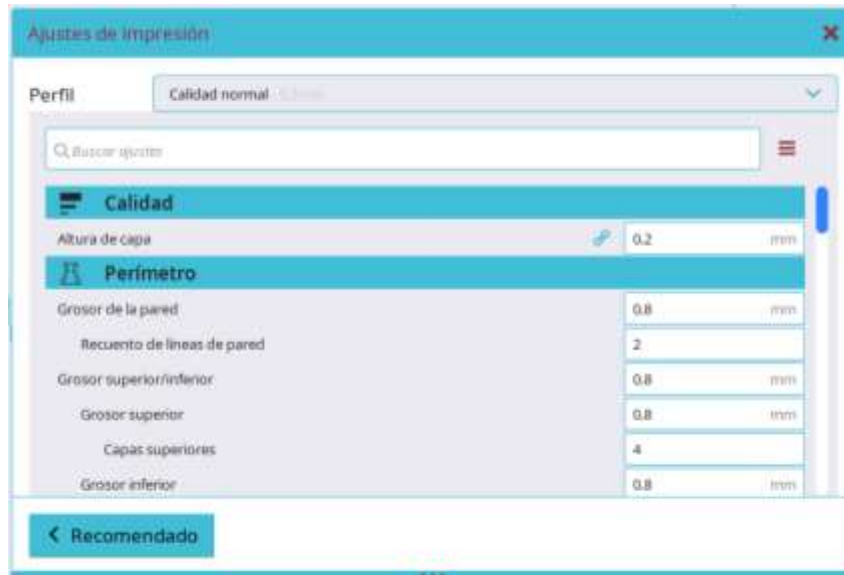 Ajustes de impresión
Perfil
Calidad normal
Buscar ajustes
Calidad
Altura de capa 0.2 mm
Perímetro
Grosor de la pared 0.8 mm
Recuento de líneas de pared 2
Grosor superior/inferior 0.8 mm
Grosor superior 0.8 mm
Capas superiores 4
Grosor inferior 0.8 mm
Recomendado